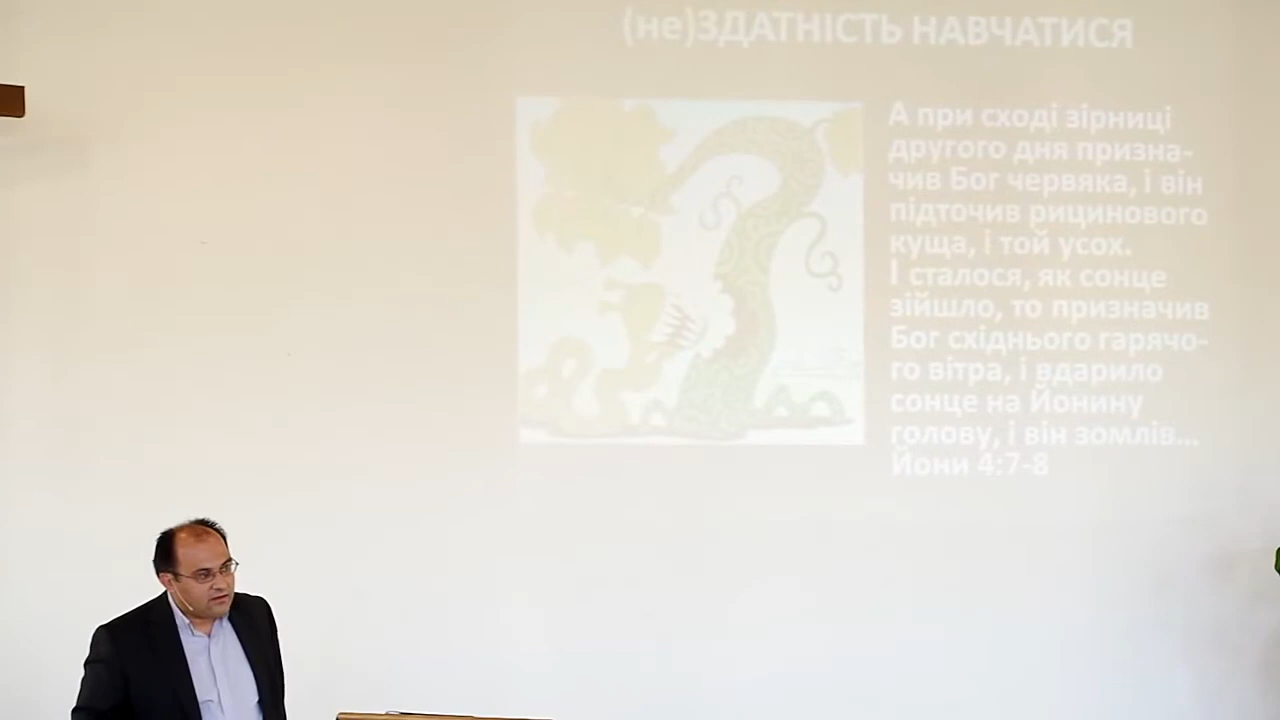 (не)ЗДАТНІСТЬ НАВЧАТИСЯ
А при сході зірниці
другого дня призна-
чив Бог червяка, і він
підточив рицинового
куща, і той усох.
І сталося, як сонце
зійшло, то призначив
Бог східнього гарячо-
го вітра, і вдарило
сонце на Йонину
голову, і він зомлів...
Йони 4:7-8